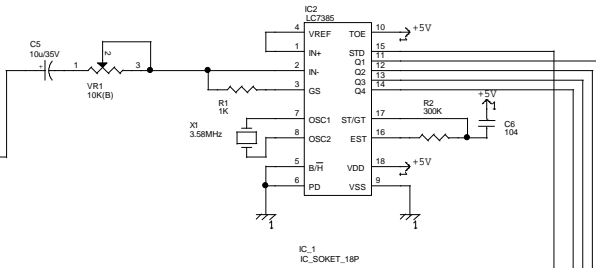 IC2
LC7385
C5
10u/35V
+
1
2
3
VR1
10K(B)
4 VREF
1 IN+
2 IN-
3 GS
7 OSC1
8 OSC2
5 B/H
6 PD
TOE 10
STD 15
Q1 11
Q2 12
Q3 13
Q4 14
ST/GT 17
EST 16
VDD 18
VSS 9
+5V
1
R1
1K
X1
3.58MHz
R2
300K
+5V
1
C6
104
+5V
1
1
1
IC_1
IC_SOKET_18P